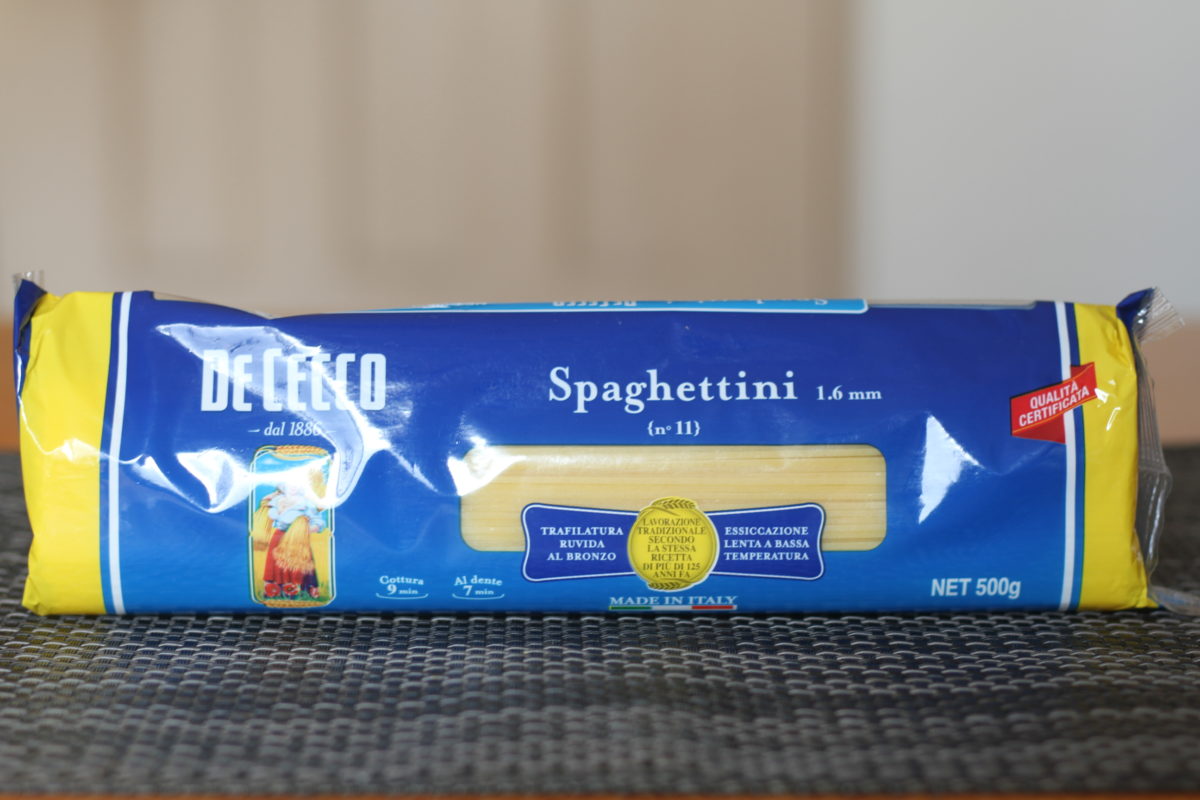 DE CECCO
dal 1886
Spaghettini 1.6 mm
{n° 11}
QUALITÀ
CERTIFICATA
TRAFILATURA
RUVIDA
AL BRONZO
LAVORAZIONE
TRADIZIONALE
SECONDO
LA STESSA
RICETTA
DI PIÙ DI 125
ANNI FA
ESSICCAZIONE
LENTA A BASSA
TEMPERATURA
Cottura
9 min
Al dente
7 min
MADE IN ITALY
NET 500g